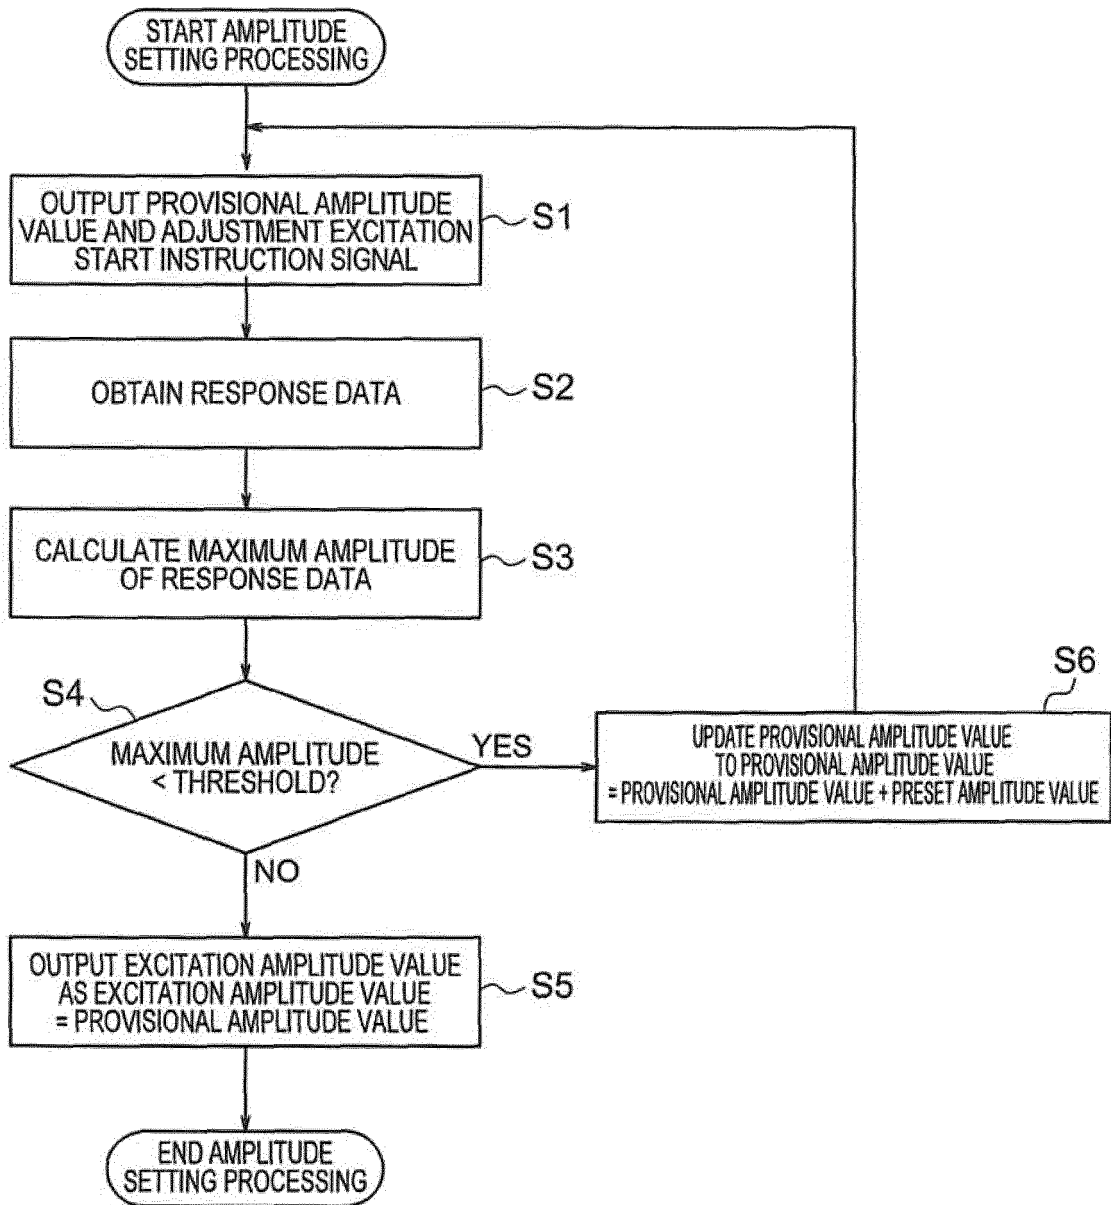 START AMPLITUDE
SETTING PROCESSING
OUTPUT PROVISIONAL AMPLITUDE
VALUE AND ADJUSTMENT EXCITATION
START INSTRUCTION SIGNAL
S1
OBTAIN RESPONSE DATA
S2
CALCULATE MAXIMUM AMPLITUDE
OF RESPONSE DATA
S3
S4
MAXIMUM AMPLITUDE
< THRESHOLD?
YES
NO
S6
UPDATE PROVISIONAL AMPLITUDE VALUE
TO PROVISIONAL AMPLITUDE VALUE
= PROVISIONAL AMPLITUDE VALUE + PRESET AMPLITUDE VALUE
OUTPUT EXCITATION AMPLITUDE VALUE
AS EXCITATION AMPLITUDE VALUE
= PROVISIONAL AMPLITUDE VALUE
S5
END AMPLITUDE
SETTING PROCESSING